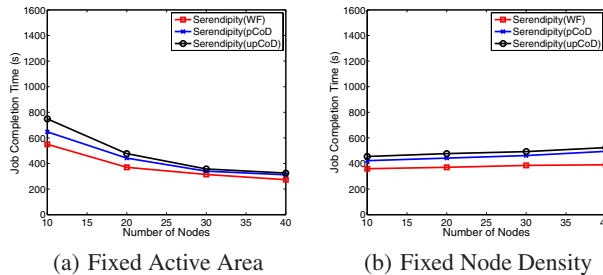 1600
1400
1200
1000
800
600
400
200
0
Job Completion Time (s)
10 15 20 25 30 35 40
Number of Nodes
Serendipity(WF)
Serendipity(pCoD
Serendipity(upCoD)
(a) Fixed Active Area
1600
1400
1200
1000
800
600
400
200
0
Job Completion Time (s)
10 15 20 25 30 35 40
Number of Nodes
Serendipity(WF)
Serendipity(pCoD
Serendipity(upCoD)
(b) Fixed Node Density